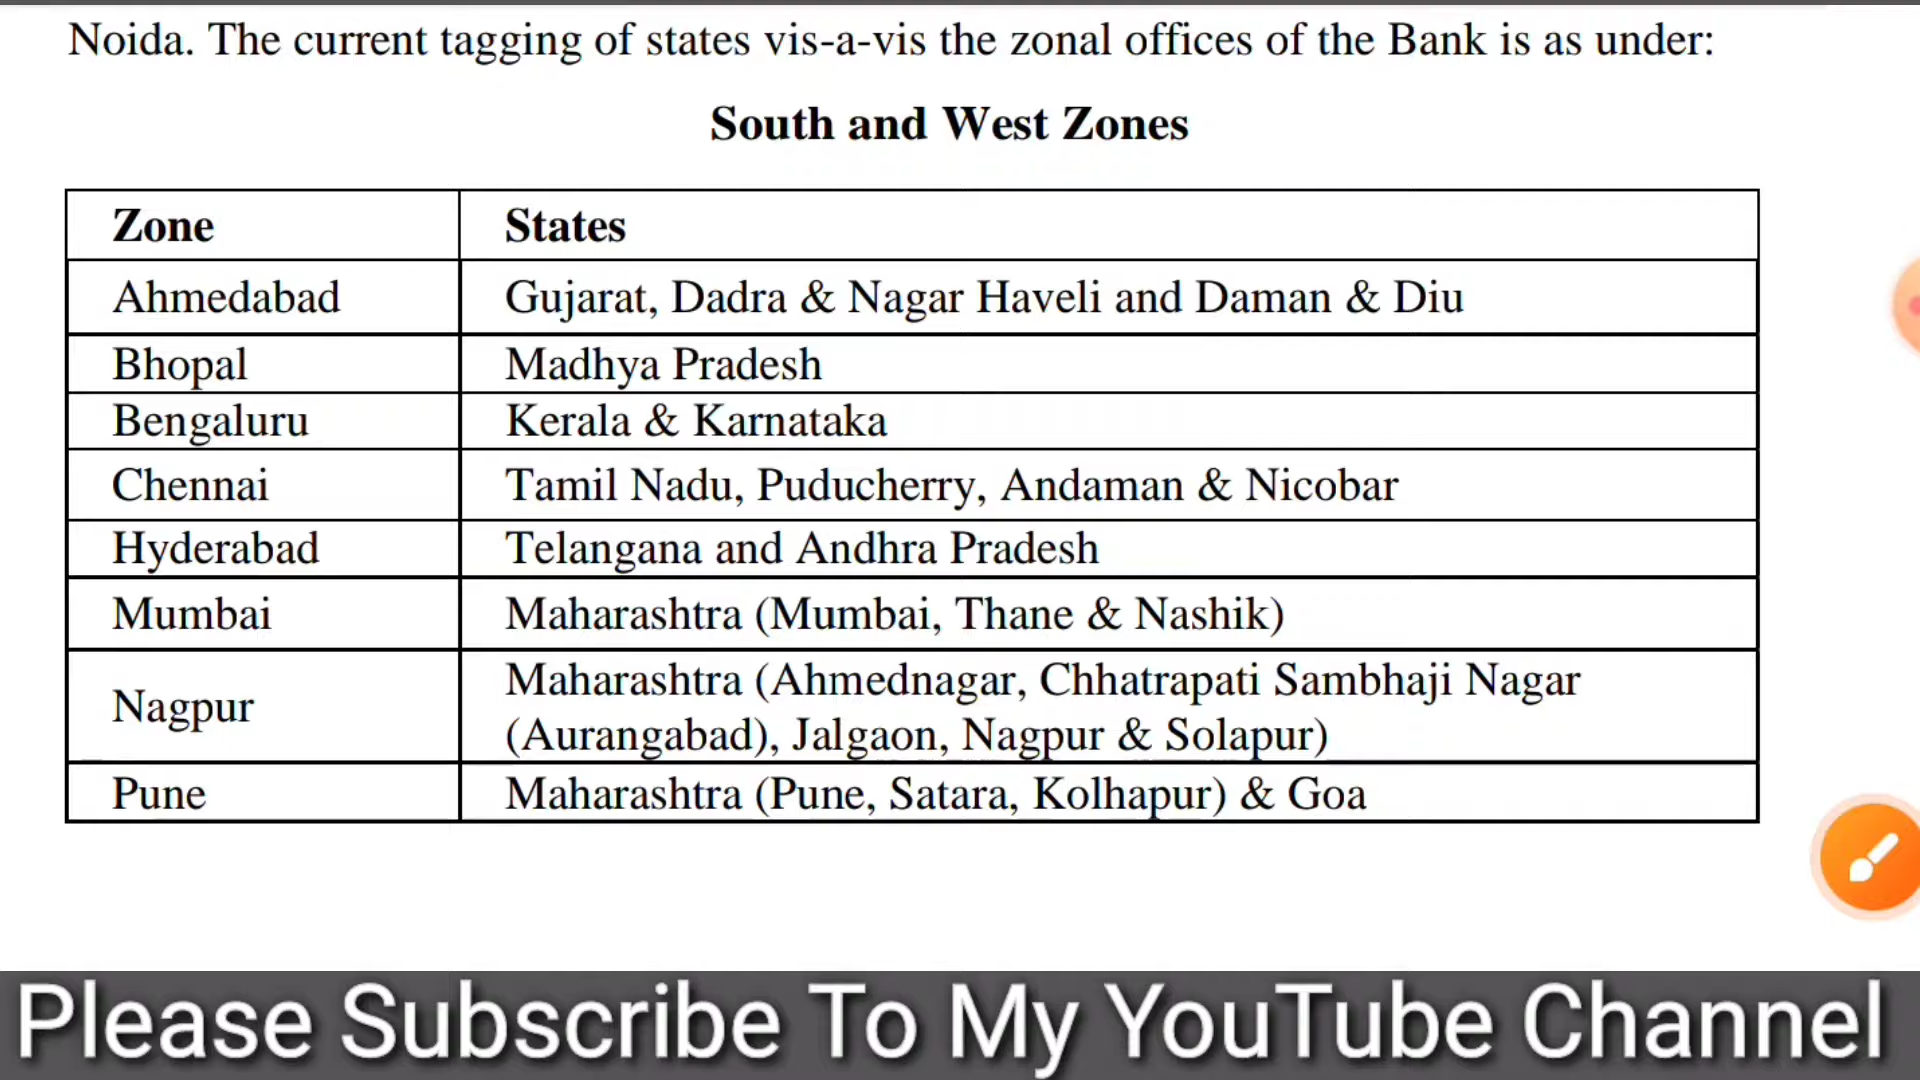 Noida. The current tagging of states vis-a-vis the zonal offices of the Bank is as under:
South and West Zones
Zone States
Ahmedabad Gujarat, Dadra & Nagar Haveli and Daman & Diu
Bhopal Madhya Pradesh
Bengaluru Kerala & Karnataka
Chennai Tamil Nadu, Puducherry, Andaman & Nicobar
Hyderabad Telangana and Andhra Pradesh
Mumbai Maharashtra (Mumbai, Thane & Nashik)
Nagpur Maharashtra (Ahmednagar, Chhatrapati Sambhaji Nagar
(Aurangabad), Jalgaon, Nagpur & Solapur)
Pune Maharashtra (Pune, Satara, Kolhapur) & Goa
Please Subscribe To My YouTube Channel